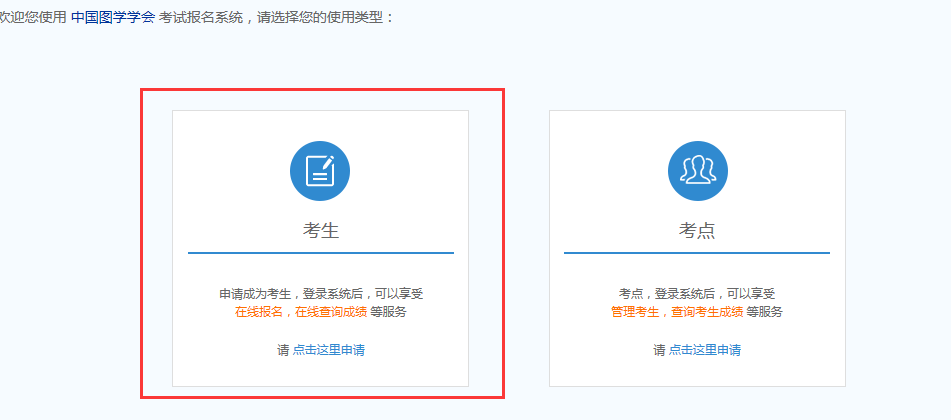 欢迎您使用 中国图学学会 考试报名系统，请选择您的使用类型：
考生
申请成为考生，登录系统后，可以享受
在线报名，在线查询成绩 等服务
请 点击这里申请
考点
考点，登录系统后，可以享受
管理考生，查询考生成绩 等服务
请 点击这里申请